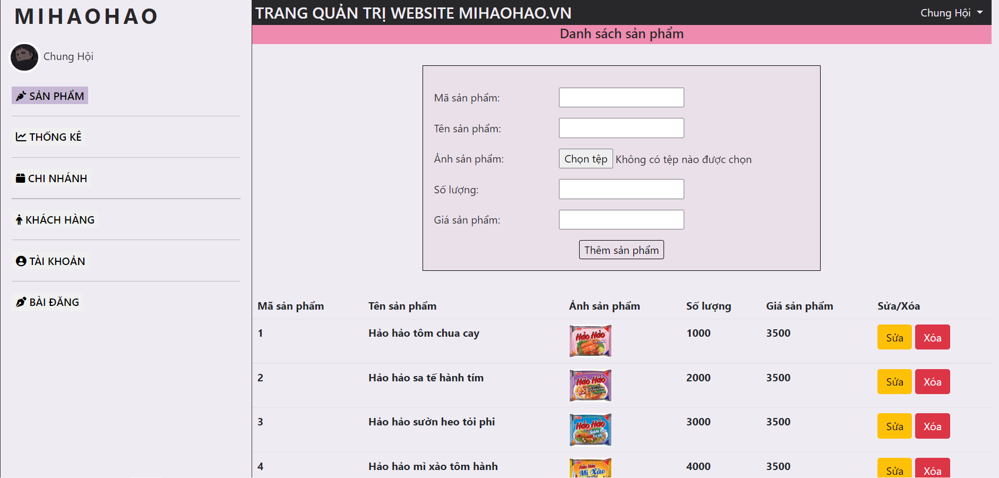 MIHAOHAO
Chung Hội
SẢN PHẨM
THỐNG KÊ
CHI NHÁNH
KHÁCH HÀNG
TÀI KHOẢN
BÀI ĐĂNG
TRANG QUẢN TRỊ WEBSITE MIHAOHAO.VN
Chung Hội
Danh sách sản phẩm
Mã sản phẩm:
Tên sản phẩm:
Ảnh sản phẩm: Chọn tệp Không có tệp nào được chọn
Số lượng:
Giá sản phẩm:
Thêm sản phẩm
Mã sản phẩm Tên sản phẩm Ảnh sản phẩm Số lượng Giá sản phẩm Sửa/Xóa
1 Hảo hảo tôm chua cay Hảo Hảo 1000 3500 Sửa Xóa
2 Hảo hảo sa tế hành tím Hảo Hảo 2000 3500 Sửa Xóa
HÀNH TÍM
3 Hảo hảo sườn heo tỏi phi Hảo Hảo 3000 3500 Sửa Xóa
Sườn heo
tỏi phi
4 Hảo hảo mì xào tôm hành Hảo Hảo 4000 3500 Sửa Xóa
Mì Xào